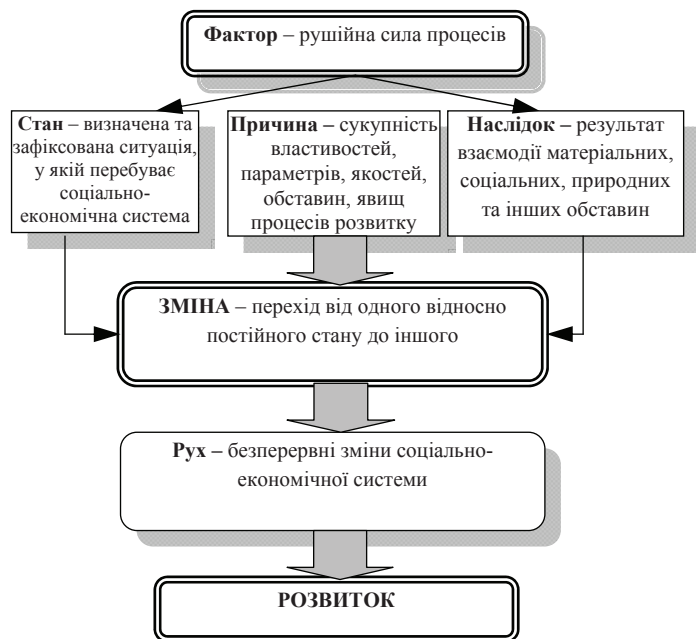 Фактор – рушійна сила процесів
Стан – визначена та
зафіксована ситуація,
у якій перебуває
соціально-
економічна система
Причина – сукупність
властивостей,
параметрів, якостей,
обставин, явищ
процесів розвитку
Наслідок – результат
взаємодії матеріальних,
соціальних, природних
та інших обставин
ЗМІНА – перехід від одного відносно
постійного стану до іншого
Рух – безперервні зміни соціально-
економічної системи
РОЗВИТОК